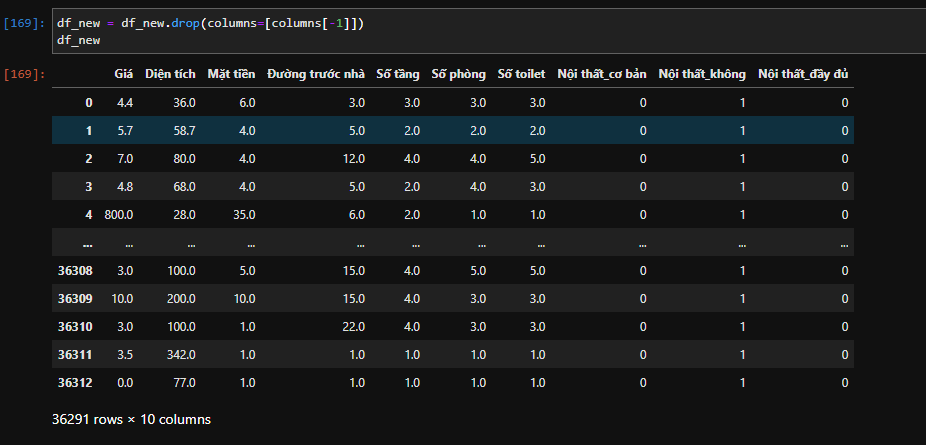 [169]: df_new = df_new.drop(columns=[columns[-1]])
df_new
[169]: Giá Diện tích Mặt tiền Đường trước nhà Số tầng Số phòng Số toilet Nội thất_cơ bản Nội thất_không Nội thất_đầy đủ
0 4.4 36.0 6.0 3.0 3.0 3.0 3.0 0 1 0
1 5.7 58.7 4.0 5.0 2.0 2.0 2.0 0 1 0
2 7.0 80.0 4.0 12.0 4.0 4.0 5.0 0 1 0
3 4.8 68.0 4.0 5.0 2.0 4.0 3.0 0 1 0
4 800.0 28.0 35.0 6.0 2.0 1.0 1.0 0 1 0
... ... ... ... ... ... ... ... ... ... ...
36308 3.0 100.0 5.0 15.0 4.0 5.0 5.0 0 1 0
36309 10.0 200.0 10.0 15.0 4.0 3.0 3.0 0 1 0
36310 3.0 100.0 1.0 22.0 4.0 3.0 3.0 0 1 0
36311 3.5 342.0 1.0 1.0 1.0 1.0 1.0 0 1 0
36312 0.0 77.0 1.0 1.0 1.0 1.0 1.0 0 1 0
36291 rows × 10 columns